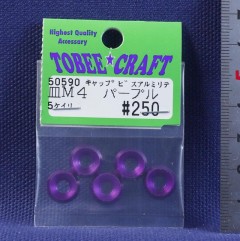 Highest Quality
Accessory
TOBEE★CRAFT
50590 キャップビスアルミリテ
皿M4 パープル
5ケイリ ¥250